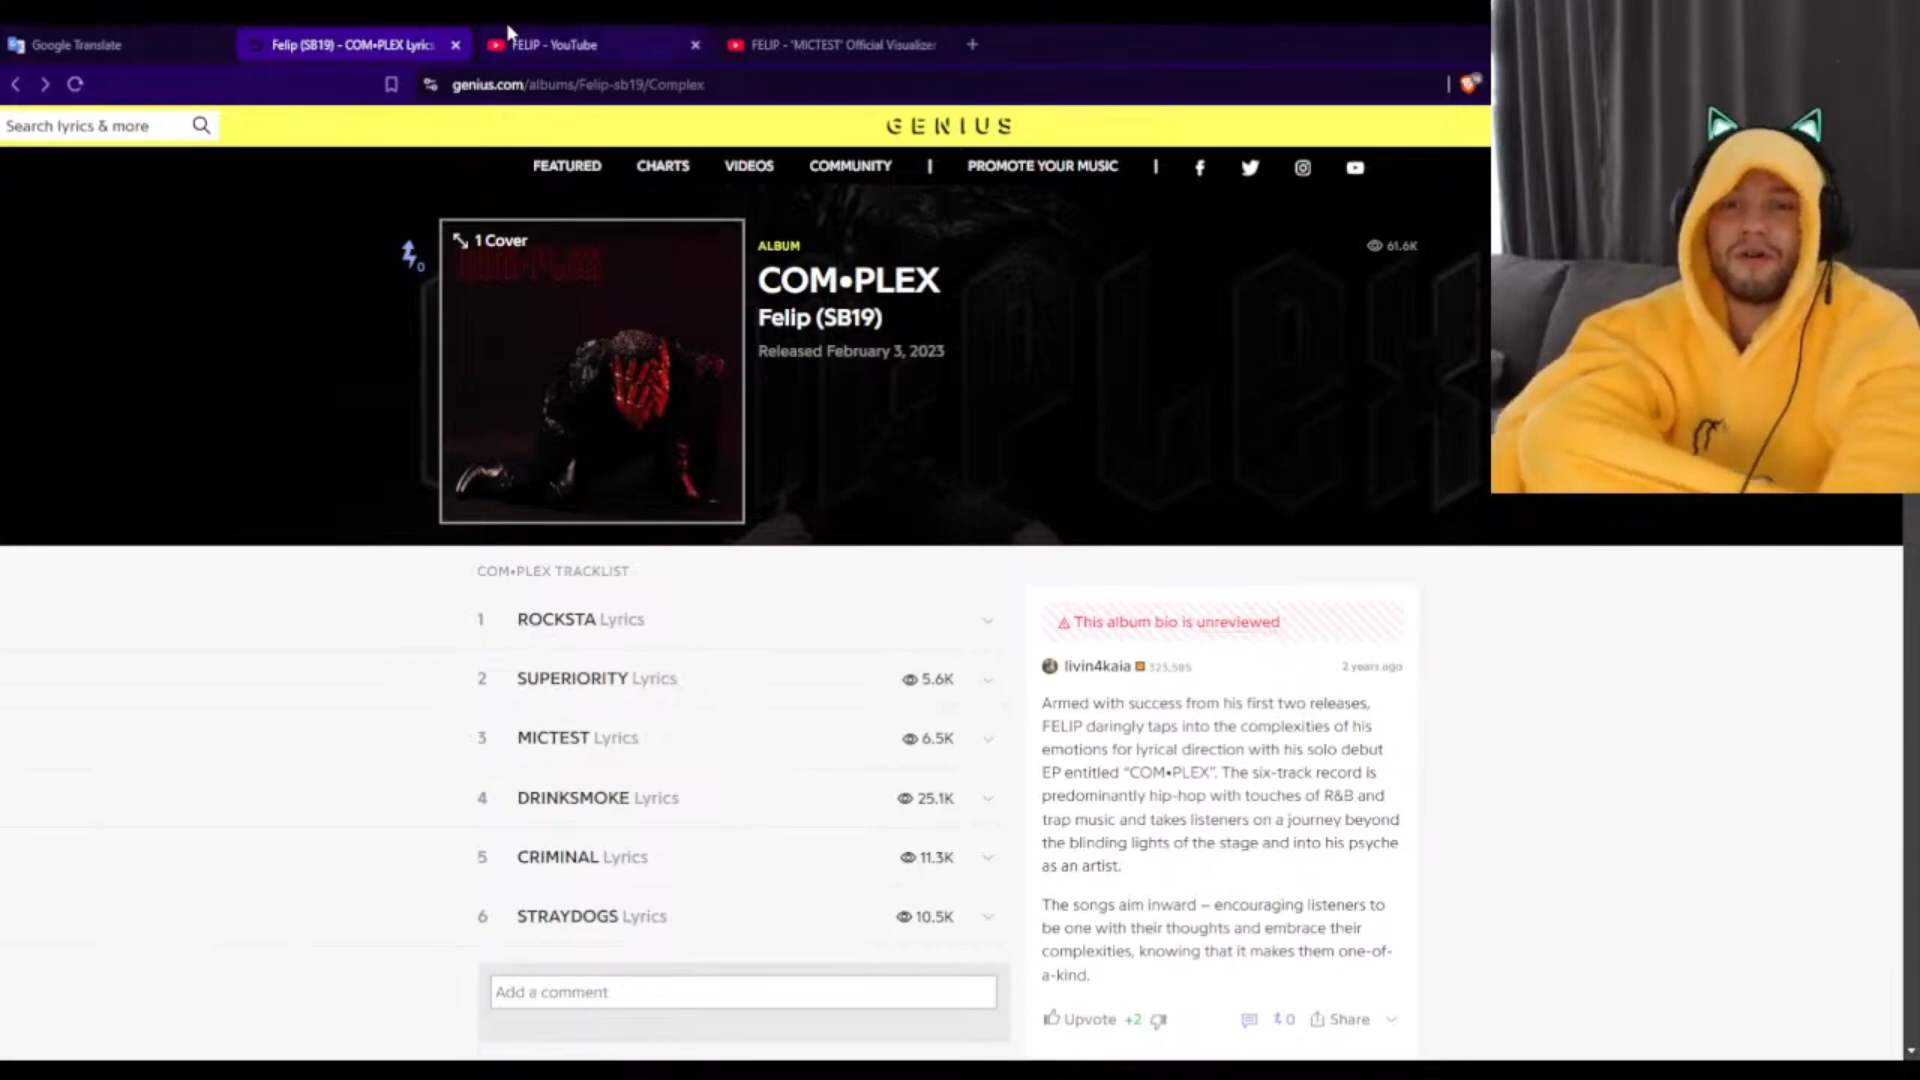 Google Translate
Felip (SB19) - COM•PLEX Lyrics
FELIP - YouTube
FELIP - 'MICTEST' Official Visualizer
genius.com/albums/Felip-sb19/Complex
Search lyrics & more
GENIUS
FEATURED
CHARTS
VIDEOS
COMMUNITY
PROMOTE YOUR MUSIC
0
1 Cover
ALBUM
61.6K
COM•PLEX
Felip (SB19)
Released February 3, 2023
COM•PLEX TRACKLIST
1 ROCKSTA Lyrics
2 SUPERIORITY Lyrics 5.6K
3 MICTEST Lyrics 6.5K
4 DRINKSMOKE Lyrics 25.1K
5 CRIMINAL Lyrics 11.3K
6 STRAYDOGS Lyrics 10.5K
Add a comment
This album bio is unreviewed
livin4kaia 323,585 2 years ago
Armed with success from his first two releases,
FELIP daringly taps into the complexities of his
emotions for lyrical direction with his solo debut
EP entitled “COM•PLEX”. The six-track record is
predominantly hip-hop with touches of R&B and
trap music and takes listeners on a journey beyond
the blinding lights of the stage and into his psyche
as an artist.
The songs aim inward – encouraging listeners to
be one with their thoughts and embrace their
complexities, knowing that it makes them one-of-
a-kind.
Upvote +2
0
Share